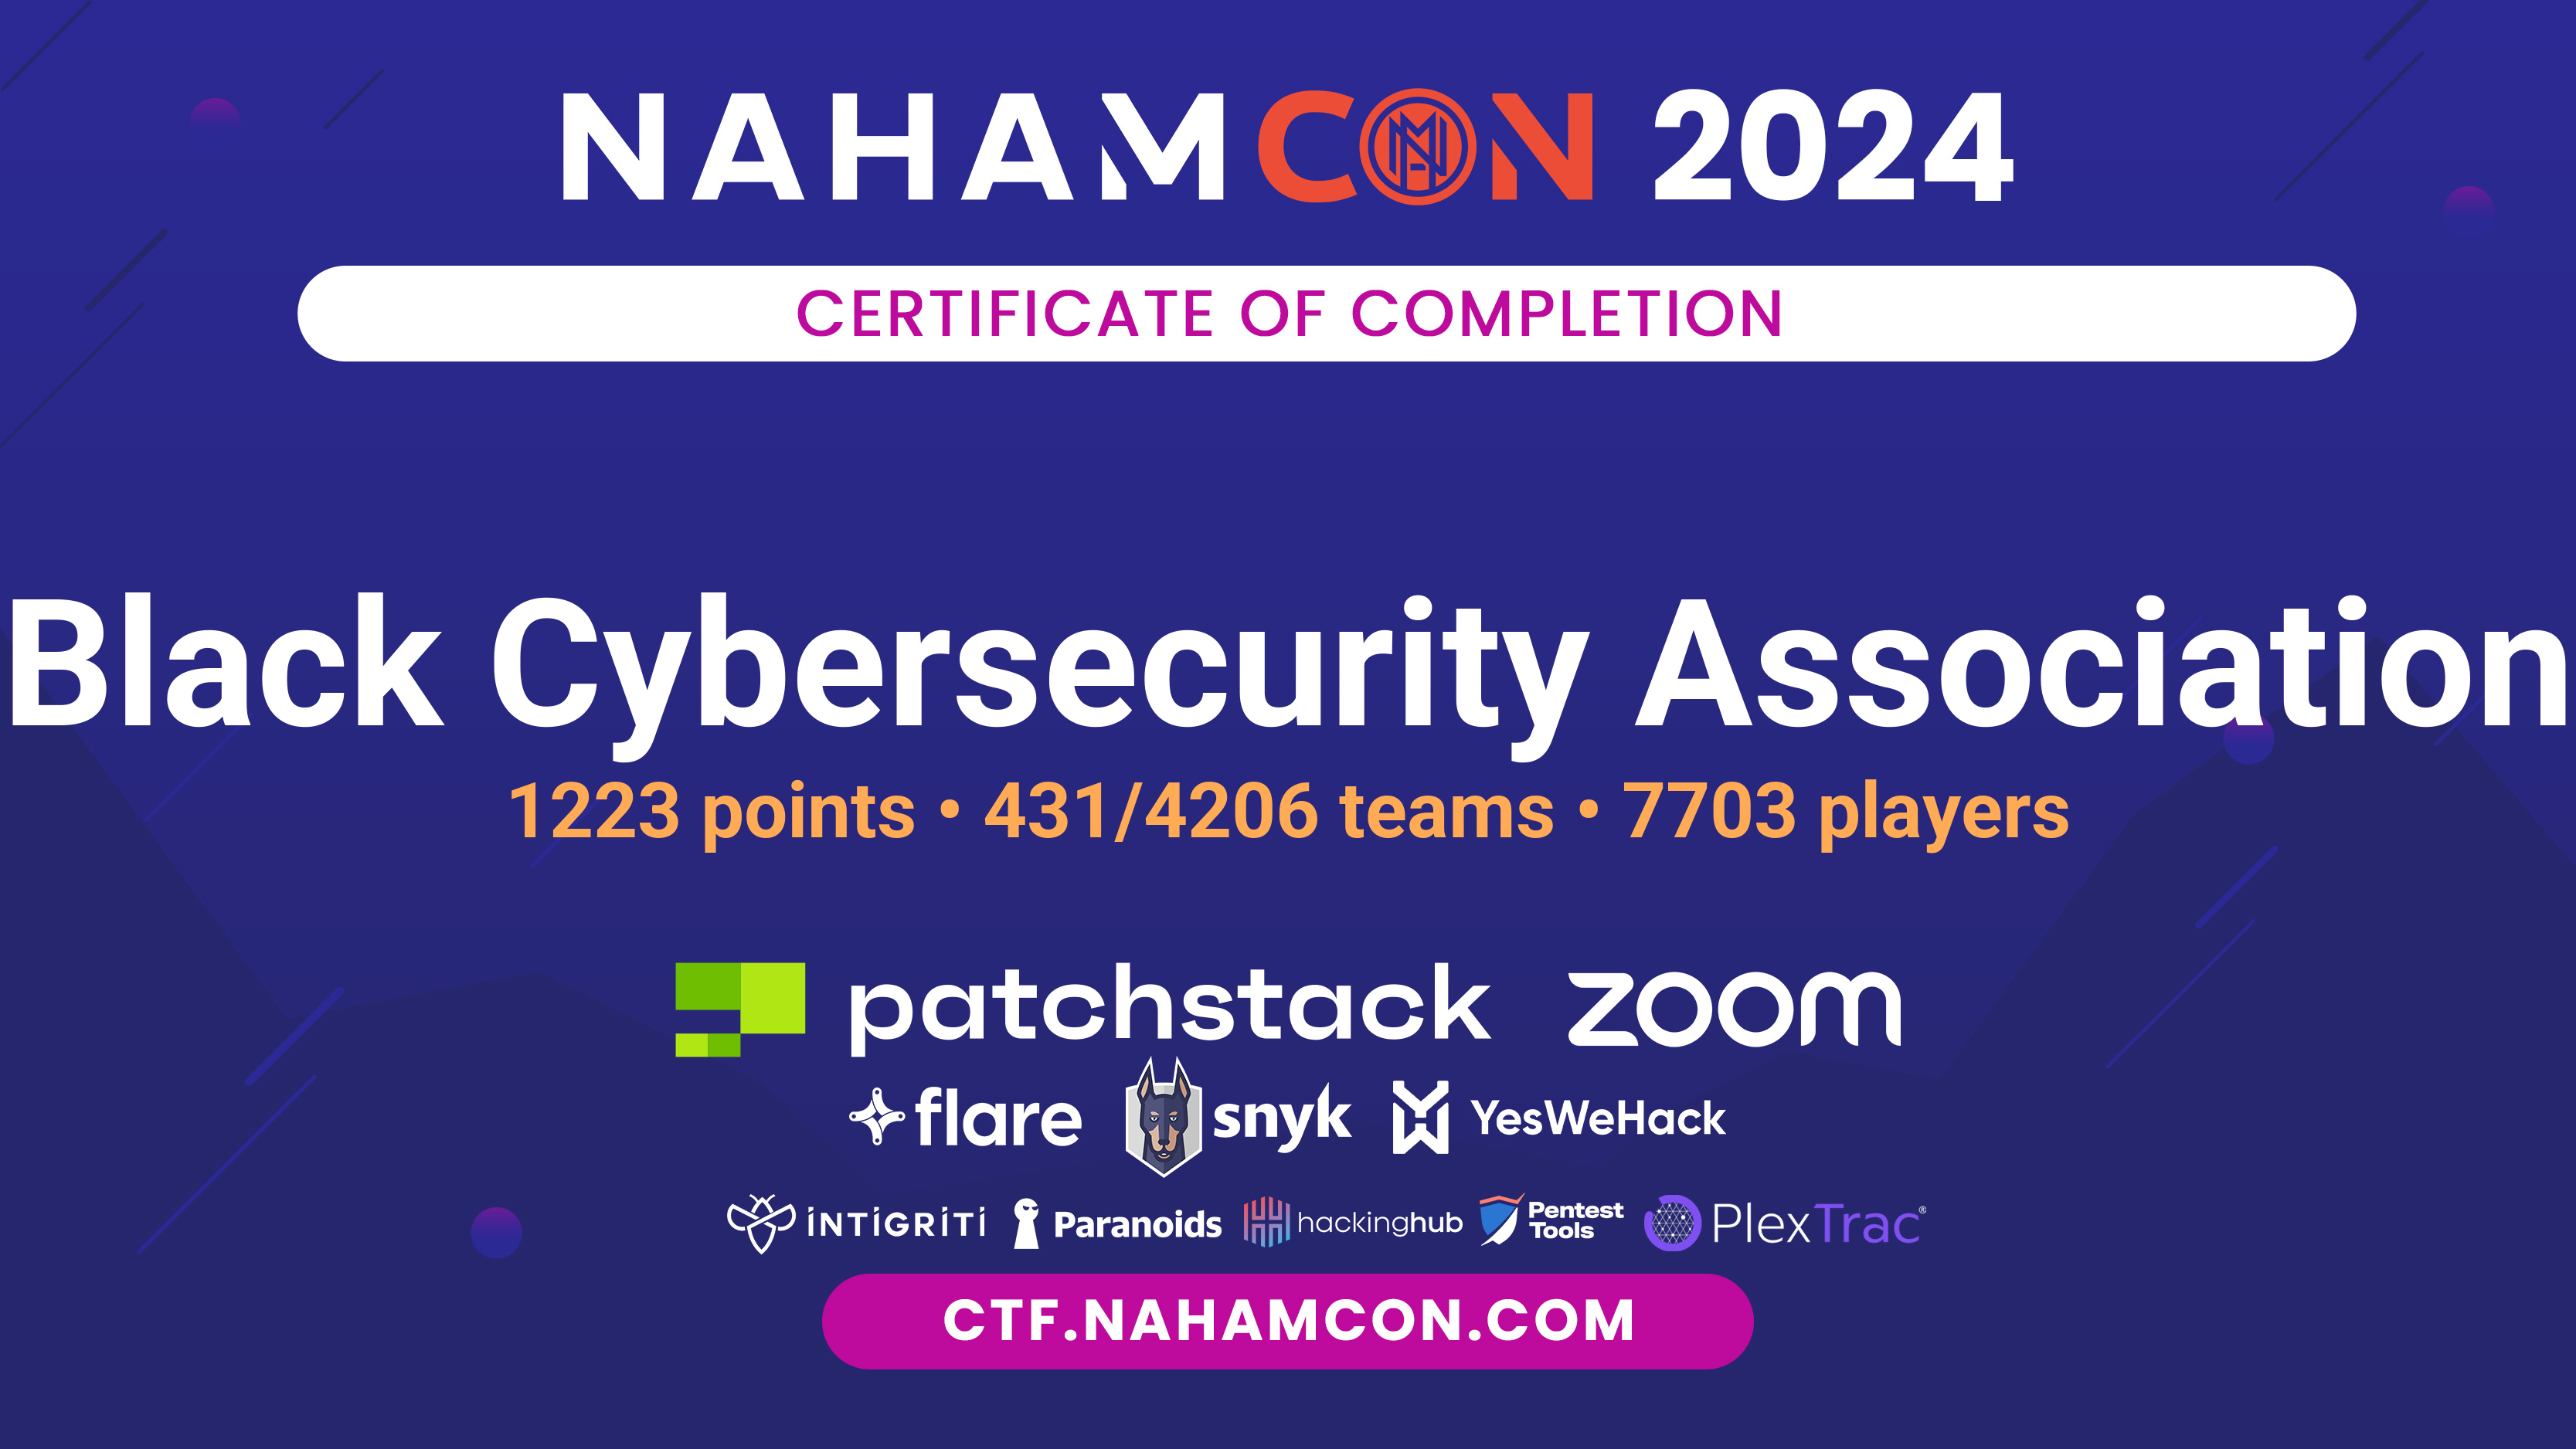 NAHAMCON 2024
CERTIFICATE OF COMPLETION
Black Cybersecurity Association
1223 points • 431/4206 teams • 7703 players
patchstack zoom
flare snyk YesWeHack
INTIGRITI Paranoids hackinghub Pentest Tools PlexTrac®
CTF.NAHAMCON.COM